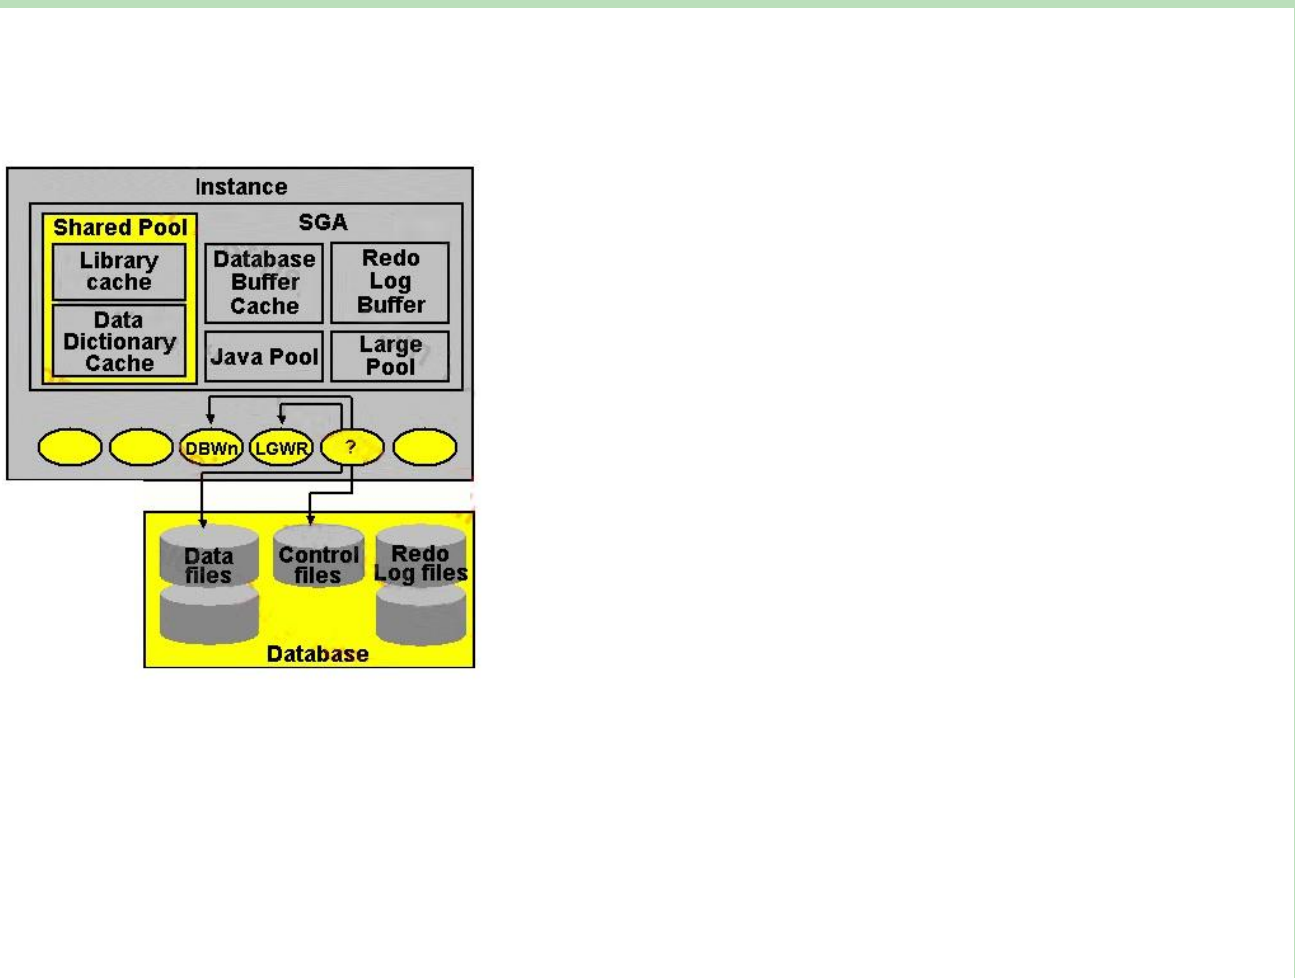 Instance
SGA
Shared Pool
Library
cache
Data
Dictionary
Cache
Database
Buffer
Cache
Redo
Log
Buffer
Java Pool
Large
Pool
DBWn
LGWR
?
Data
files
Control
files
Redo
Log files
Database